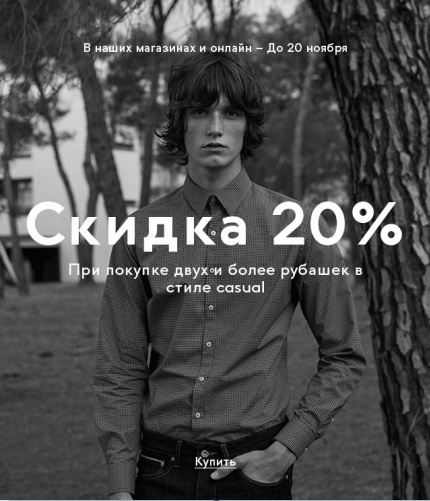 В наших магазинах и онлайн – До 20 ноября
Скидка 20%
При покупке двух и более рубашек в
стиле casual
Купить